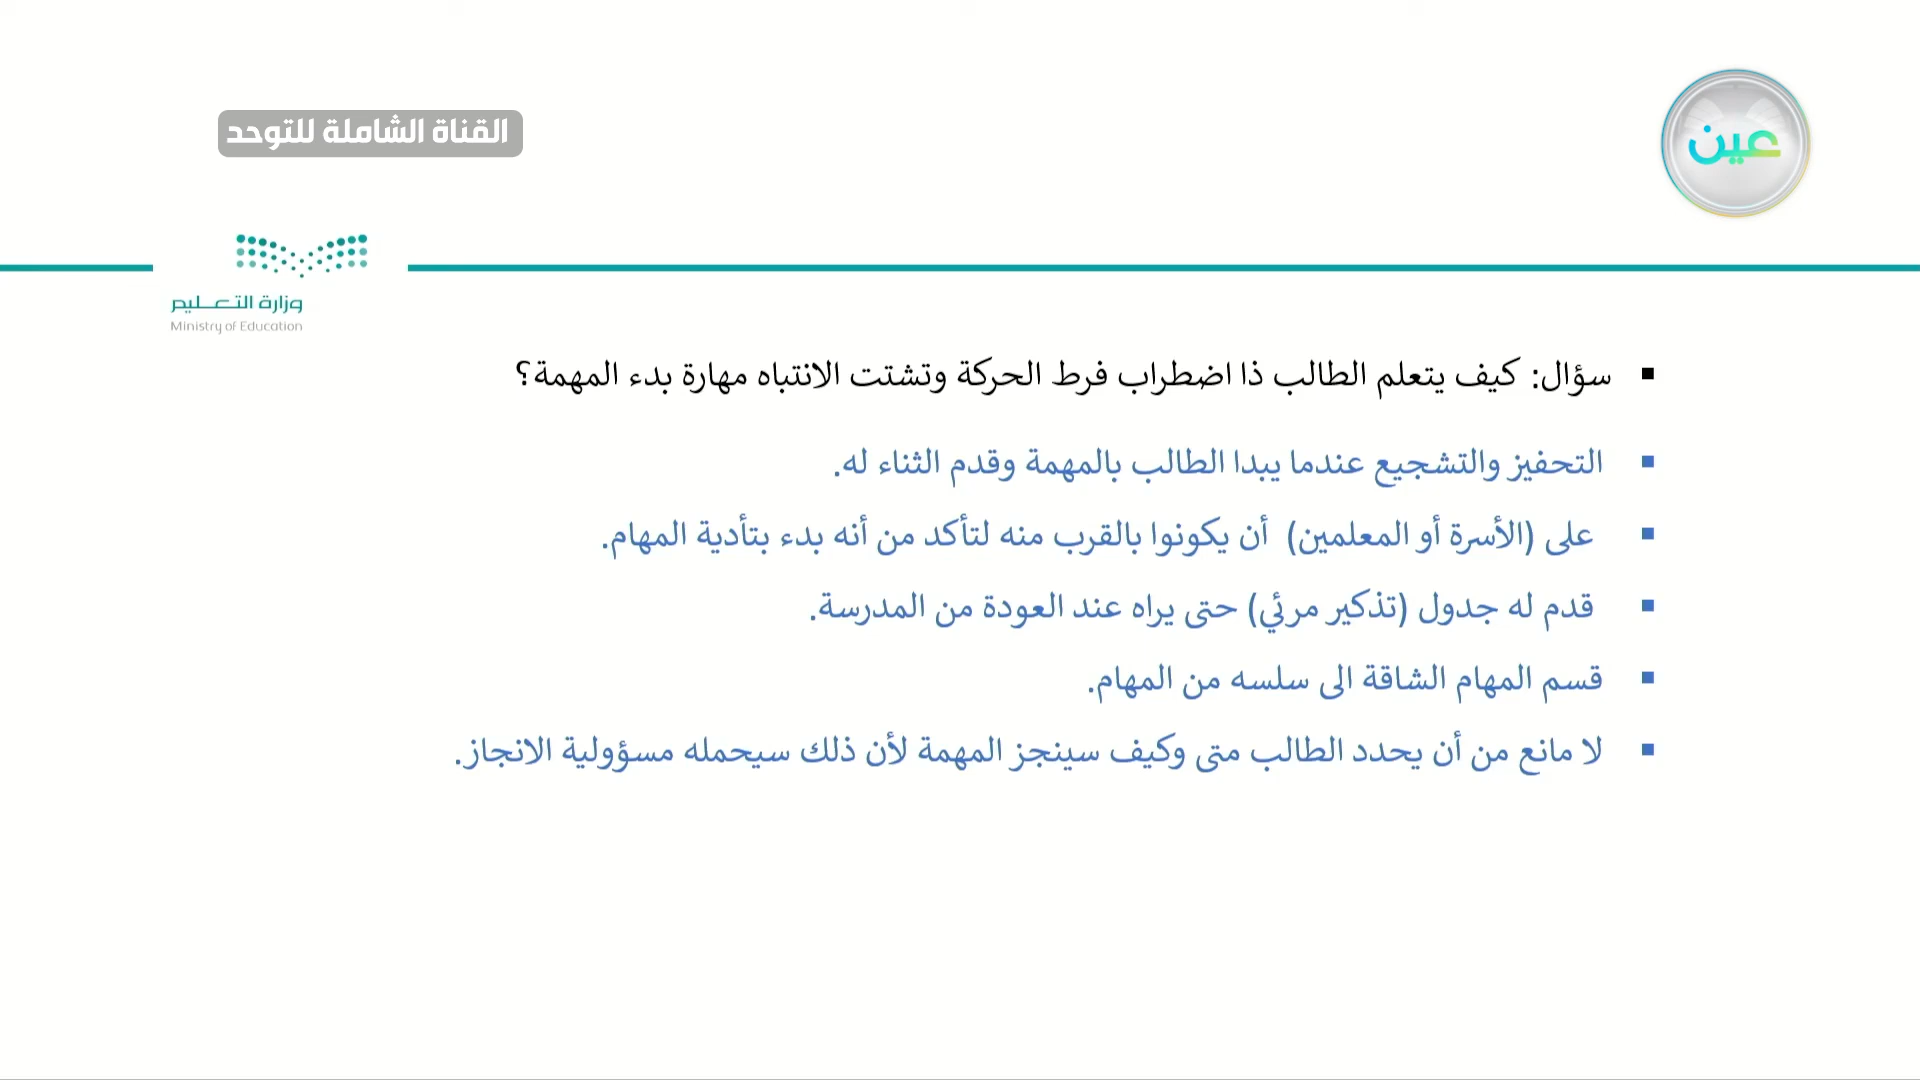 القناة الشاملة للتوحد
عين
وزارة التعليم
Ministry of Education
سؤال: كيف يتعلم الطالب ذا اضطراب فرط الحركة وتشتت الانتباه مهارة بدء المهمة؟
التحفيز والتشجيع عندما يبدا الطالب بالمهمة وقدم الثناء له.
على (الأسرة أو المعلمين) أن يكونوا بالقرب منه لتأكد من أنه بدء بتأدية المهام.
قدم له جدول (تذكير مرئي) حتى يراه عند العودة من المدرسة.
قسم المهام الشاقة الى سلسه من المهام.
لا مانع من أن يحدد الطالب متى وكيف سينجز المهمة لأن ذلك سيحمله مسؤولية الانجاز.